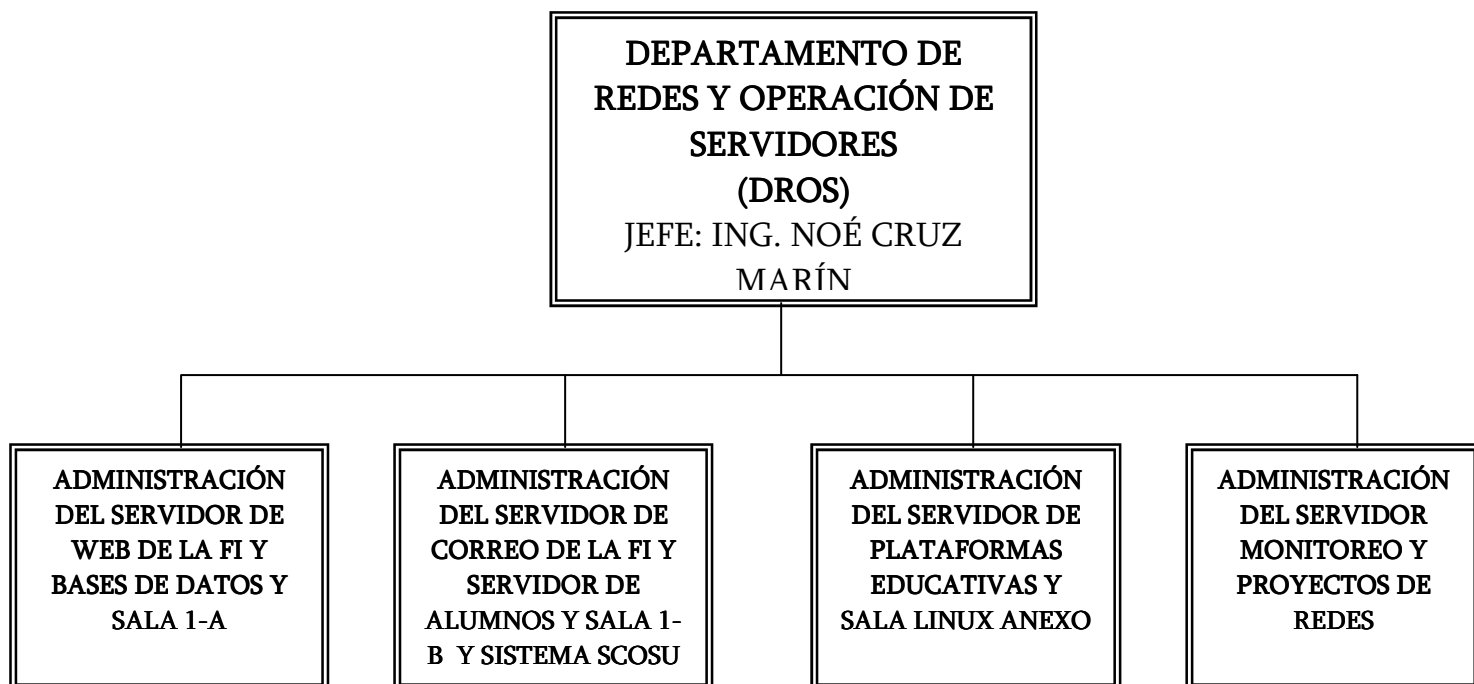 DEPARTAMENTO DE
REDES Y OPERACIÓN DE
SERVIDORES
(DROS)
JEFE: ING. NOÉ CRUZ
MARÍN
ADMINISTRACIÓN
DEL SERVIDOR DE
WEB DE LA FI Y
BASES DE DATOS Y
SALA 1-A
ADMINISTRACIÓN
DEL SERVIDOR DE
CORREO DE LA FI Y
SERVIDOR DE
ALUMNOS Y SALA 1-
B Y SISTEMA SCOSU
ADMINISTRACIÓN
DEL SERVIDOR DE
PLATAFORMAS
EDUCATIVAS Y
SALA LINUX ANEXO
ADMINISTRACIÓN
DEL SERVIDOR
MONITOREO Y
PROYECTOS DE
REDES